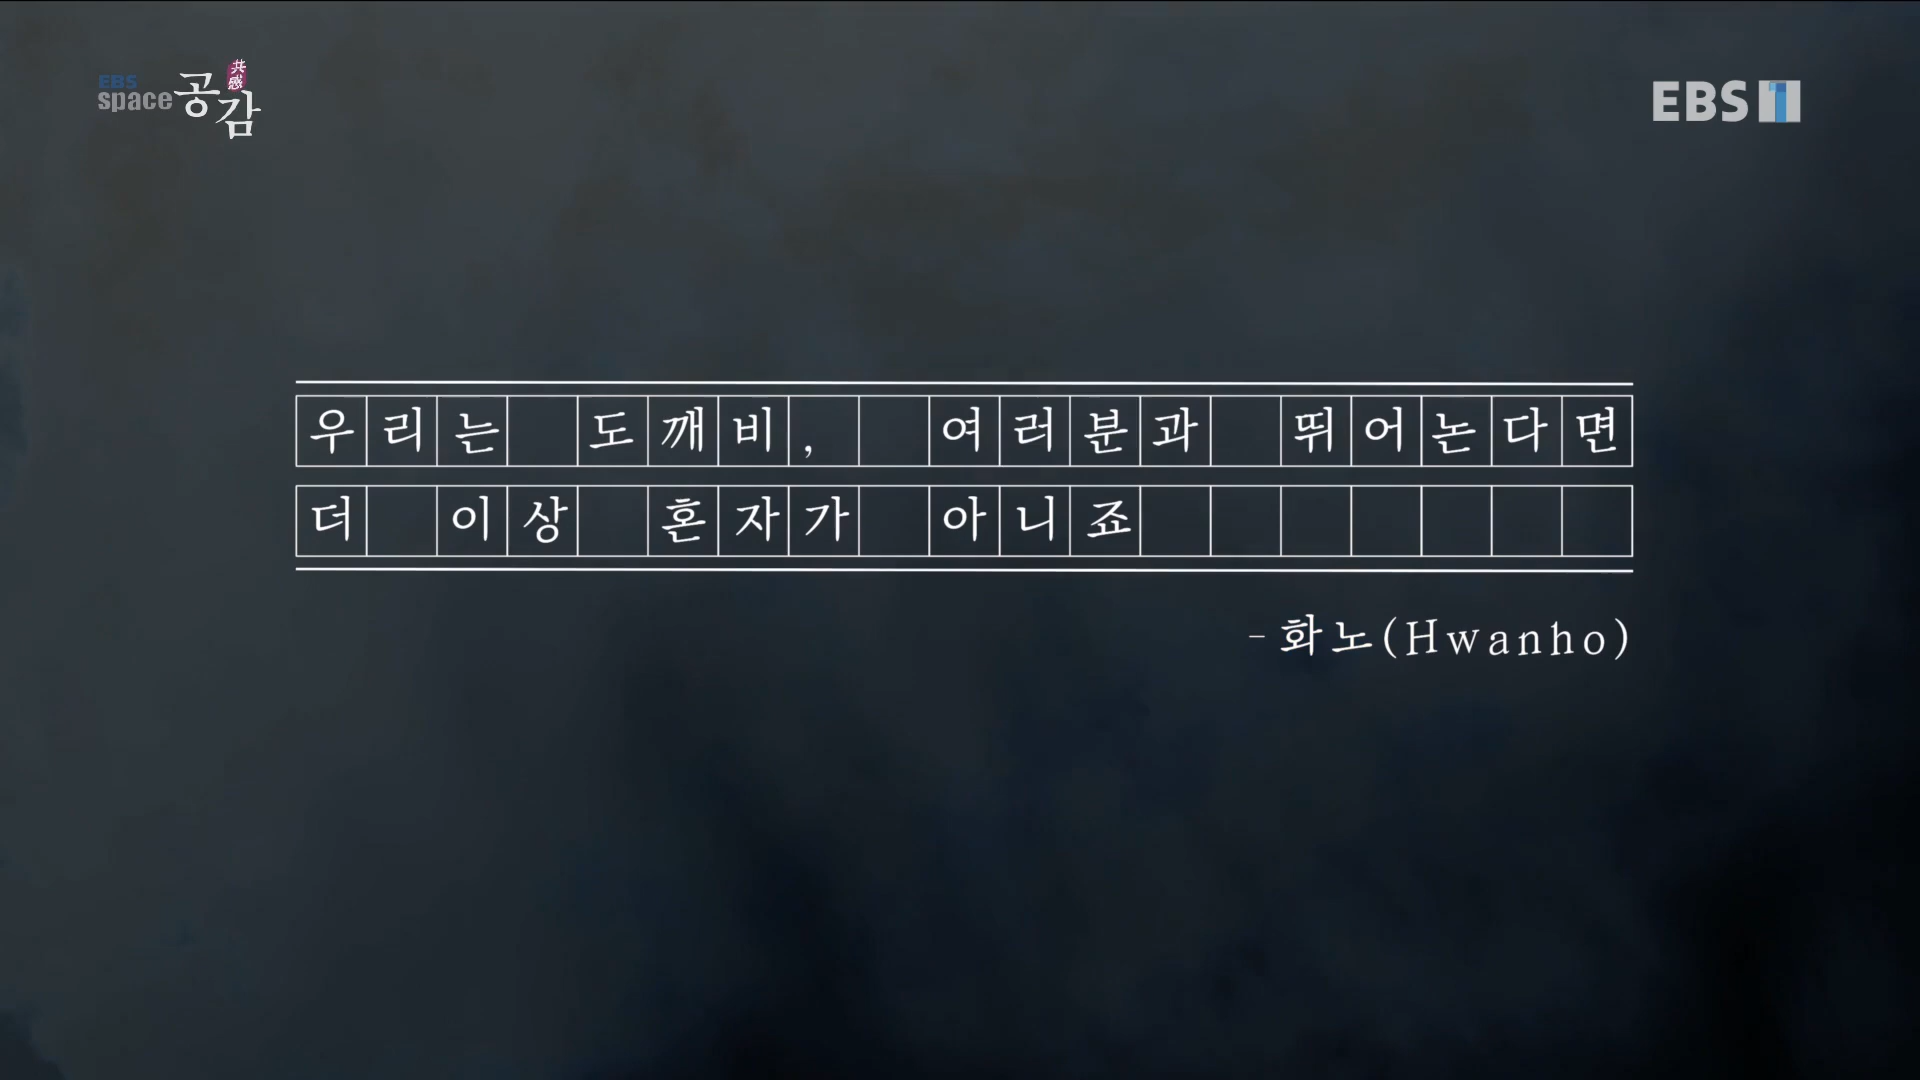 EBS
space 공감
共感
EBS 1
우리는 도깨비, 여러분과 뛰어논다면
더 이상 혼자가 아니죠
- 화노(Hwanho)